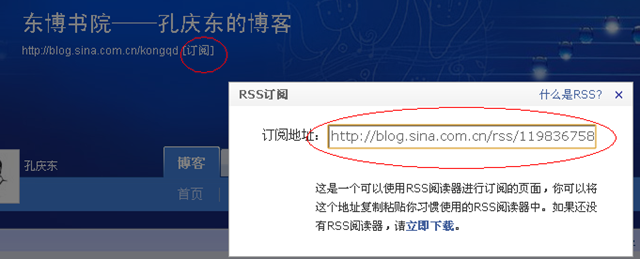 东博书院——孔庆东的博客
http://blog.sina.com.cn/kongqd [订阅]
RSS订阅
什么是RSS? ×
订阅地址: http://blog.sina.com.cn/rss/119836758
这是一个可以使用RSS阅读器进行订阅的页面，你可以将
这个地址复制粘贴你习惯使用的RSS阅读器中。如果还没
有RSS阅读器，请立即下载。
孔庆东
博客
首页